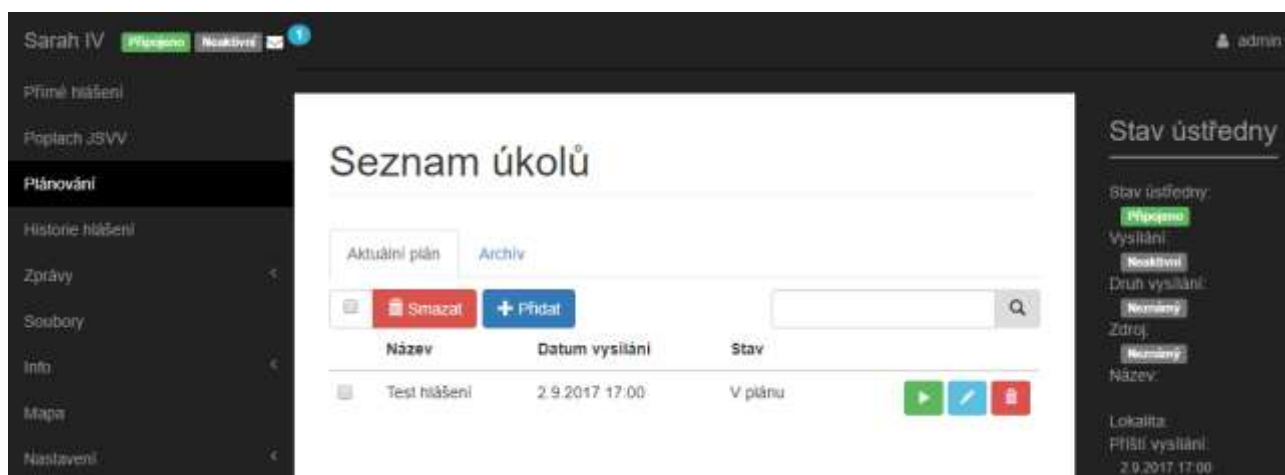 Sarah IV Připojeno Neaktivní 1
admin
Přímé hlášení
Poplach JSVV
Plánování
Historie hlášení
Zprávy
Soubory
Info
Mapa
Nastavení
Seznam úkolů
Aktuální plán Archiv
Smazat Přidat
Název Datum vysílání Stav
Test hlášení 2.9.2017 17:00 V plánu
Stav ústředny
Stav ústředny:
Připojeno
Vysílání:
Neaktivní
Druh vysílání:
Neznámý
Zdroj:
Neznámý
Název:
Lokalita:
Příští vysílání:
2.9.2017 17:00